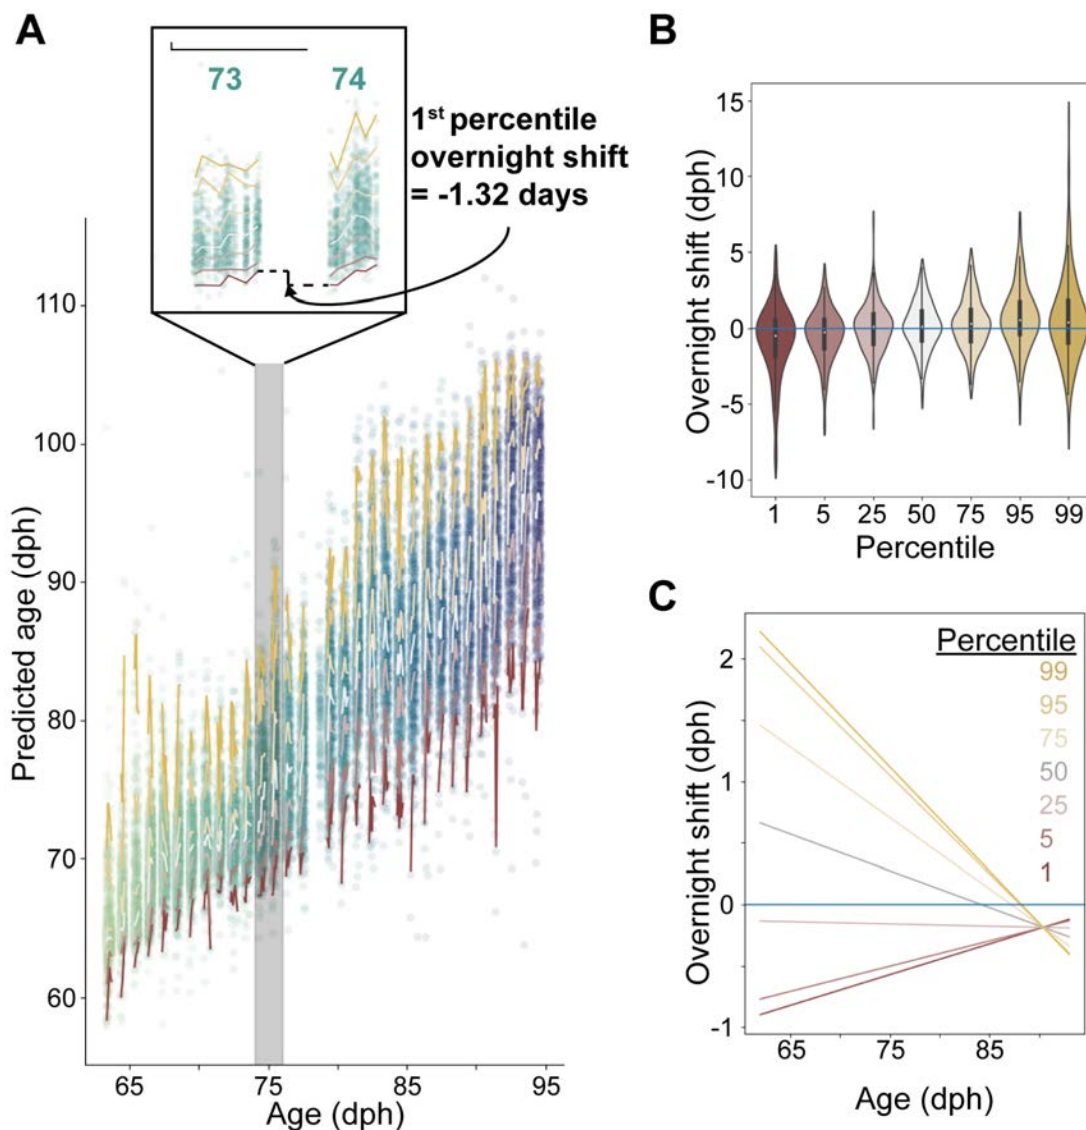 A
73 74
1st percentile
overnight shift
= -1.32 days
110
100
90
80
70
60
Predicted age (dph)
65 75 85 95
Age (dph)
B
15
10
5
0
-5
-10
Overnight shift (dph)
1 5 25 50 75 95 99
Percentile
C
Percentile
99
95
75
50
25
5
1
2
1
0
-1
Overnight shift (dph)
65 75 85
Age (dph)